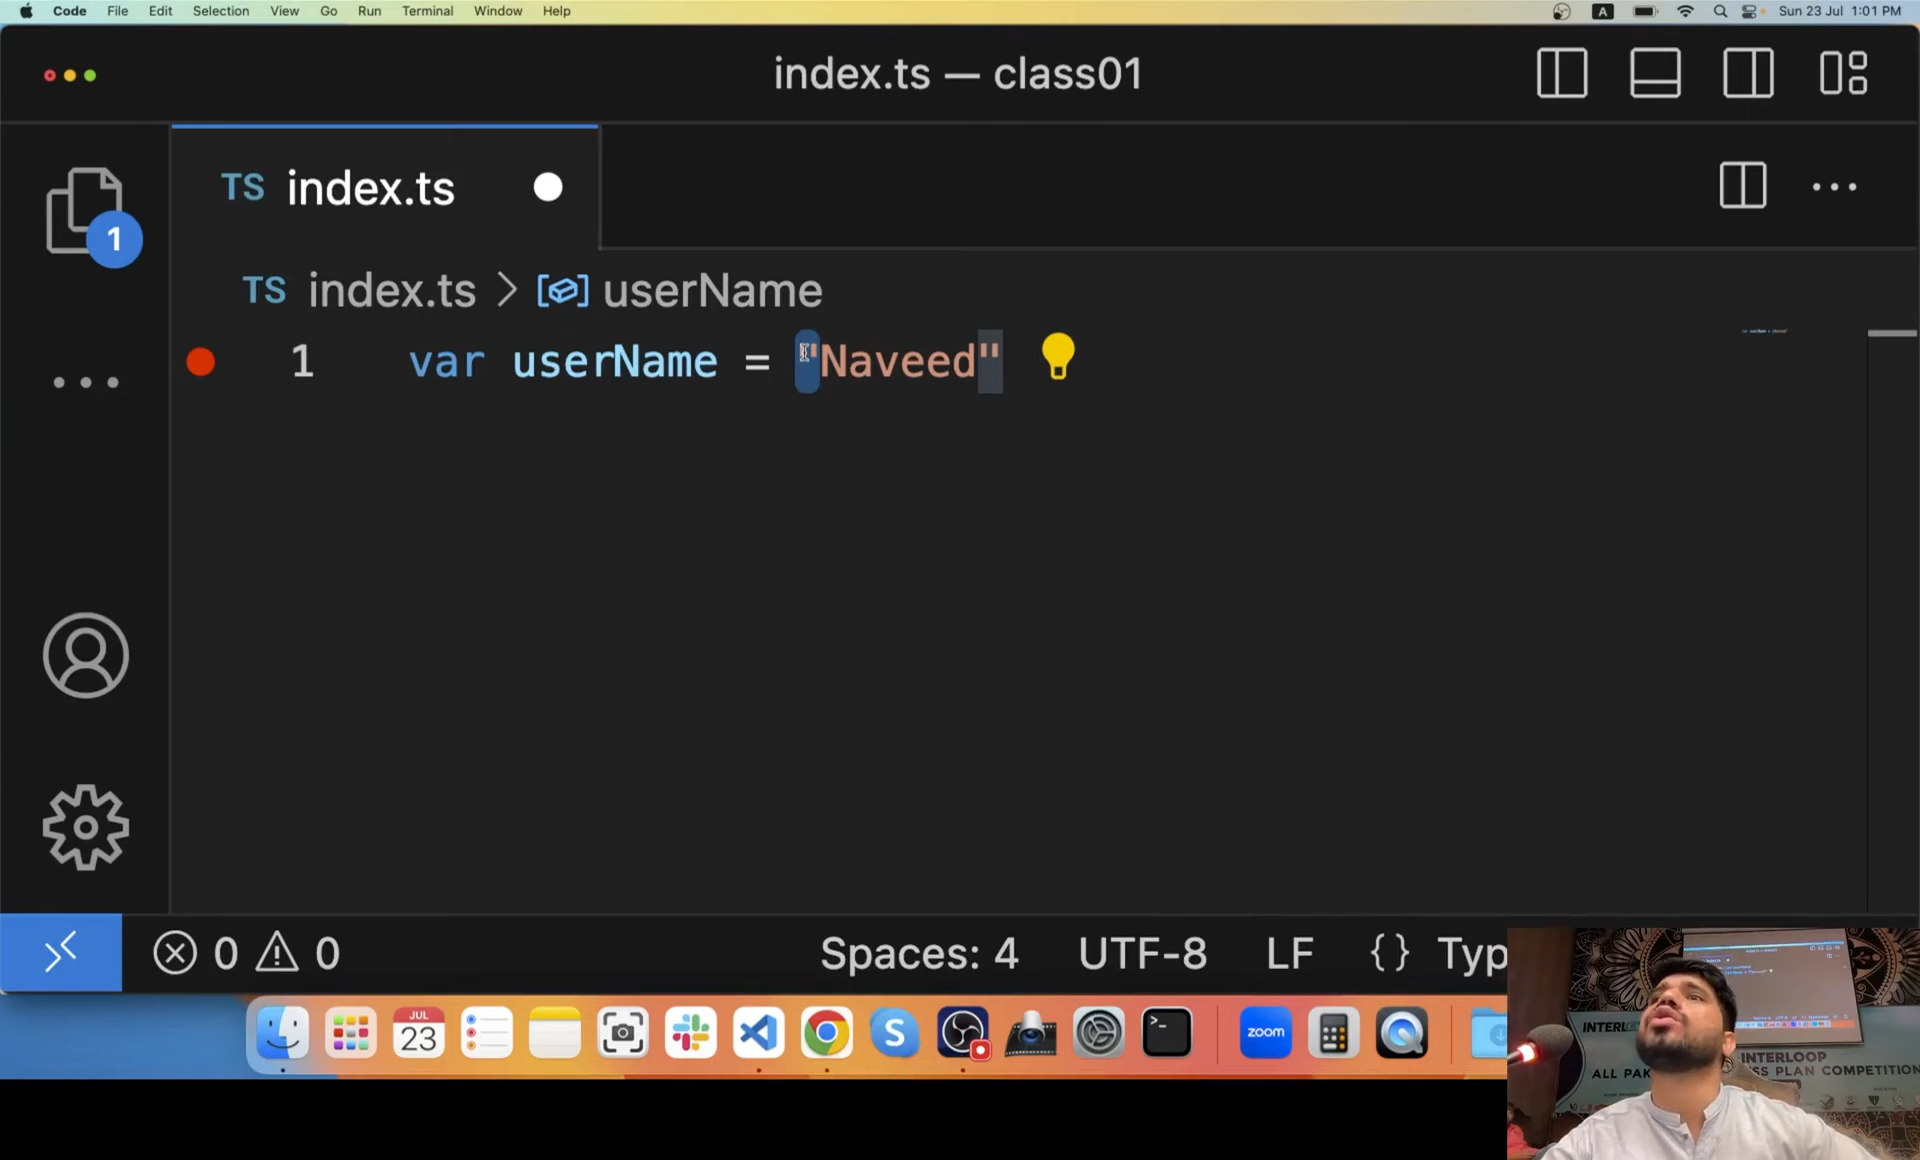 Code File Edit Selection View Go Run Terminal Window Help
A Sun 23 Jul 1:01 PM
index.ts — class01
TS index.ts
1
TS index.ts > userName
1 var userName = "Naveed"
0 0 Spaces: 4 UTF-8 LF {} Typ
JUL
23
S
zoom
INTERLOOP
ALL PAK
SS PLAN COMPETITION